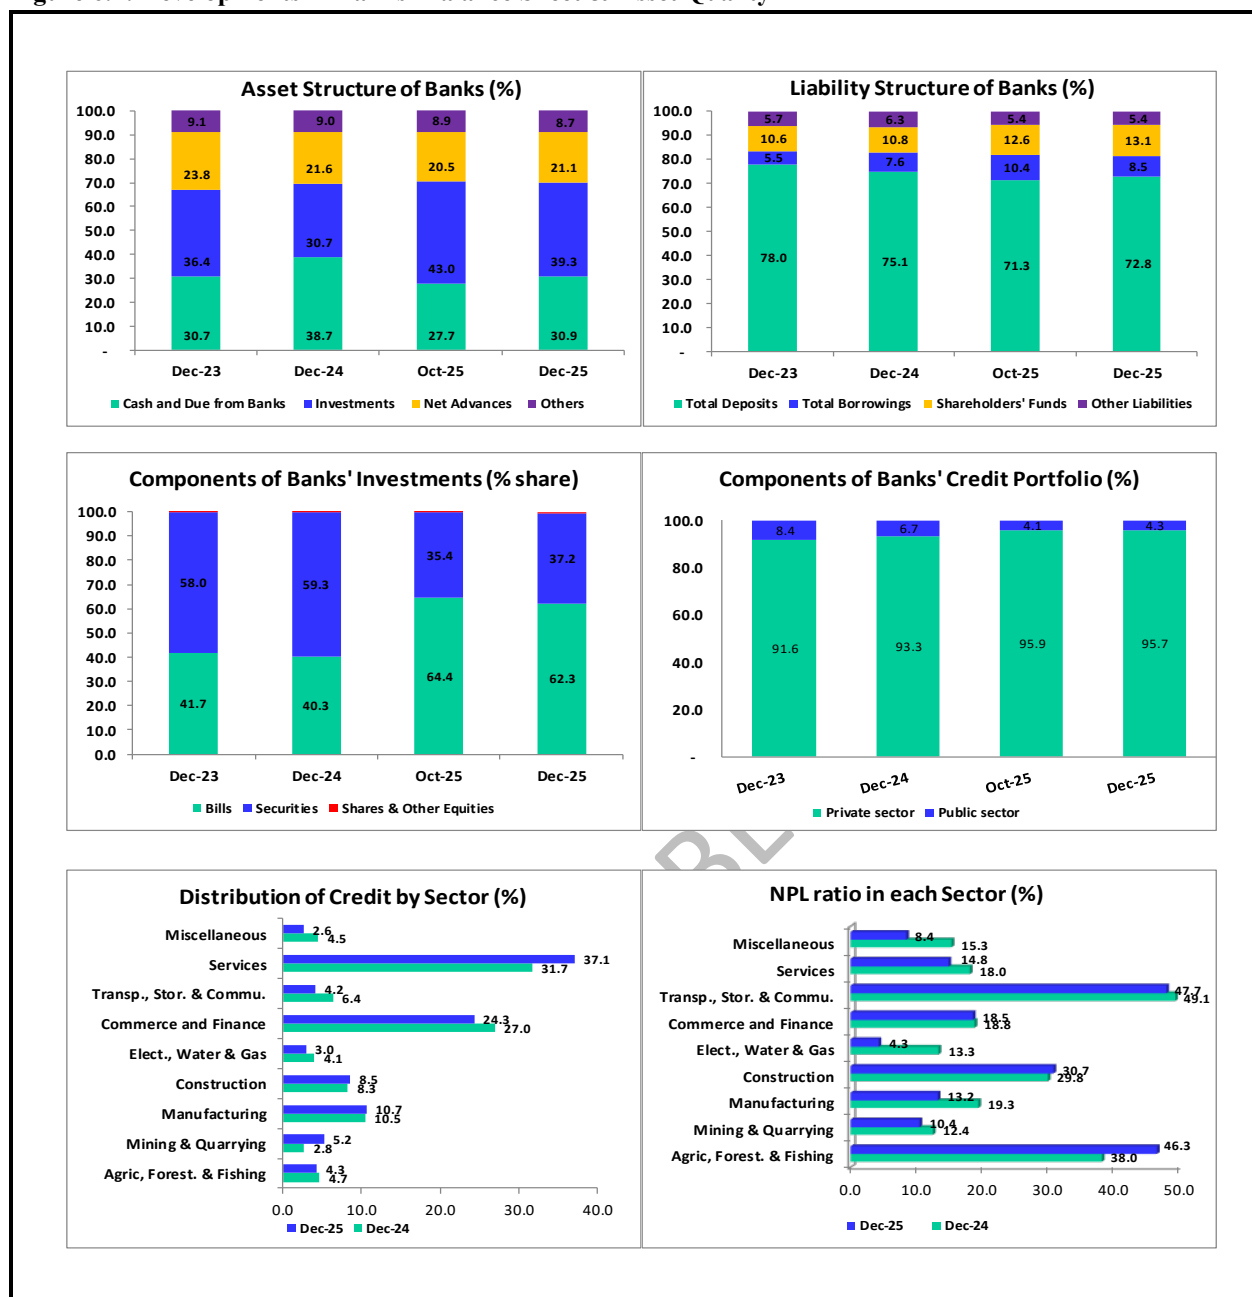 Asset Structure of Banks (%)
100.0
90.0
80.0
70.0
60.0
50.0
40.0
30.0
20.0
10.0
-
9.1 9.0 8.9 8.7
23.8 21.6 20.5 21.1
36.4 30.7 43.0 39.3
30.7 38.7 27.7 30.9
Dec-23 Dec-24 Oct-25 Dec-25
Cash and Due from Banks Investments Net Advances Others
Liability Structure of Banks (%)
100.0
90.0
80.0
70.0
60.0
50.0
40.0
30.0
20.0
10.0
-
5.7 6.3 5.4 5.4
10.6 10.8 12.6 13.1
5.5 7.6 10.4 8.5
78.0 75.1 71.3 72.8
Dec-23 Dec-24 Oct-25 Dec-25
Total Deposits Total Borrowings Shareholders' Funds Other Liabilities
Components of Banks' Investments (% share)
100.0
90.0
80.0
70.0
60.0
50.0
40.0
30.0
20.0
10.0
0.0
58.0 59.3 35.4 37.2
41.7 40.3 64.4 62.3
Dec-23 Dec-24 Oct-25 Dec-25
Bills Securities Shares & Other Equities
Components of Banks' Credit Portfolio (%)
100.0
80.0
60.0
40.0
20.0
-
8.4 6.7 4.1 4.3
91.6 93.3 95.9 95.7
Dec-23 Dec-24 Oct-25 Dec-25
Private sector Public sector
Distribution of Credit by Sector (%)
Miscellaneous 2.6 4.5
Services 37.1 31.7
Transp., Stor. & Commu. 4.2 6.4
Commerce and Finance 24.3 27.0
Elect., Water & Gas 3.0 4.1
Construction 8.5 8.3
Manufacturing 10.7 10.5
Mining & Quarrying 5.2 2.8
Agric, Forest. & Fishing 4.3 4.7
0.0 10.0 20.0 30.0 40.0
Dec-25 Dec-24
NPL ratio in each Sector (%)
Miscellaneous 8.4 15.3
Services 14.8 18.0
Transp., Stor. & Commu. 47.7 49.1
Commerce and Finance 18.5 18.8
Elect., Water & Gas 4.3 13.3
Construction 30.7 29.8
Manufacturing 13.2 19.3
Mining & Quarrying 10.4 12.4
Agric, Forest. & Fishing 46.3 38.0
0.0 10.0 20.0 30.0 40.0 50.0
Dec-25 Dec-24